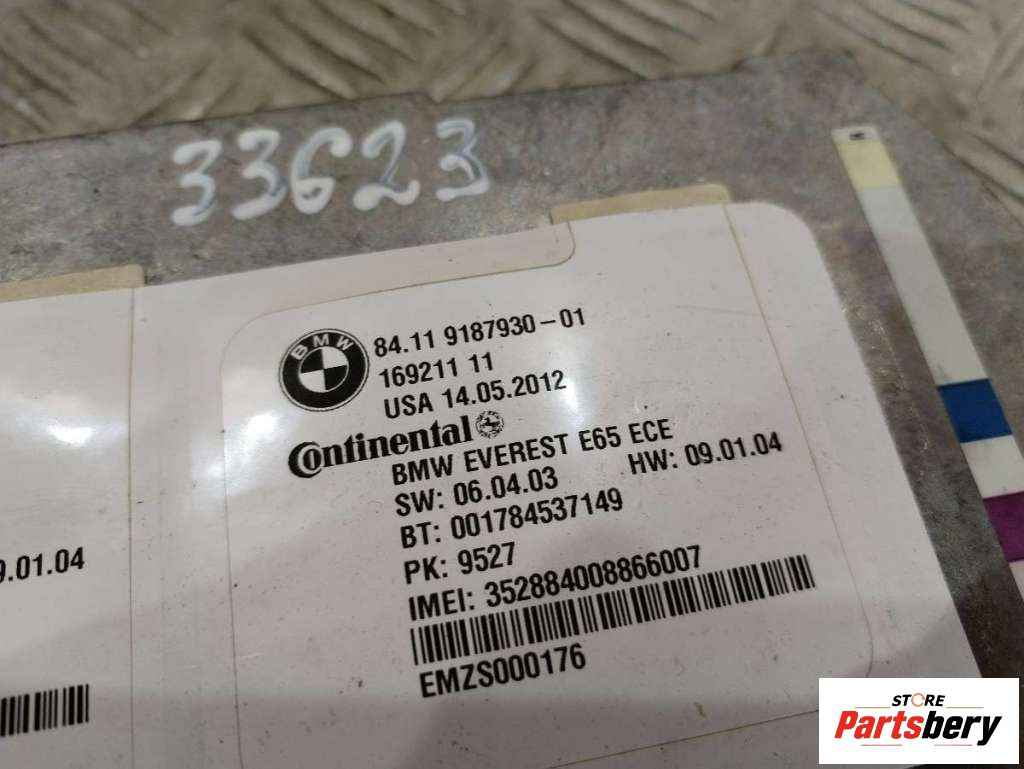 33623
BMW
84.11 9187930-01
169211 11
USA 14.05.2012
Continental
BMW EVEREST E65 ECE
SW: 06.04.03 HW: 09.01.04
BT: 001784537149
PK: 9527
IMEI: 352884008866007
EMZS000176
9.01.04
STORE
Partsbery